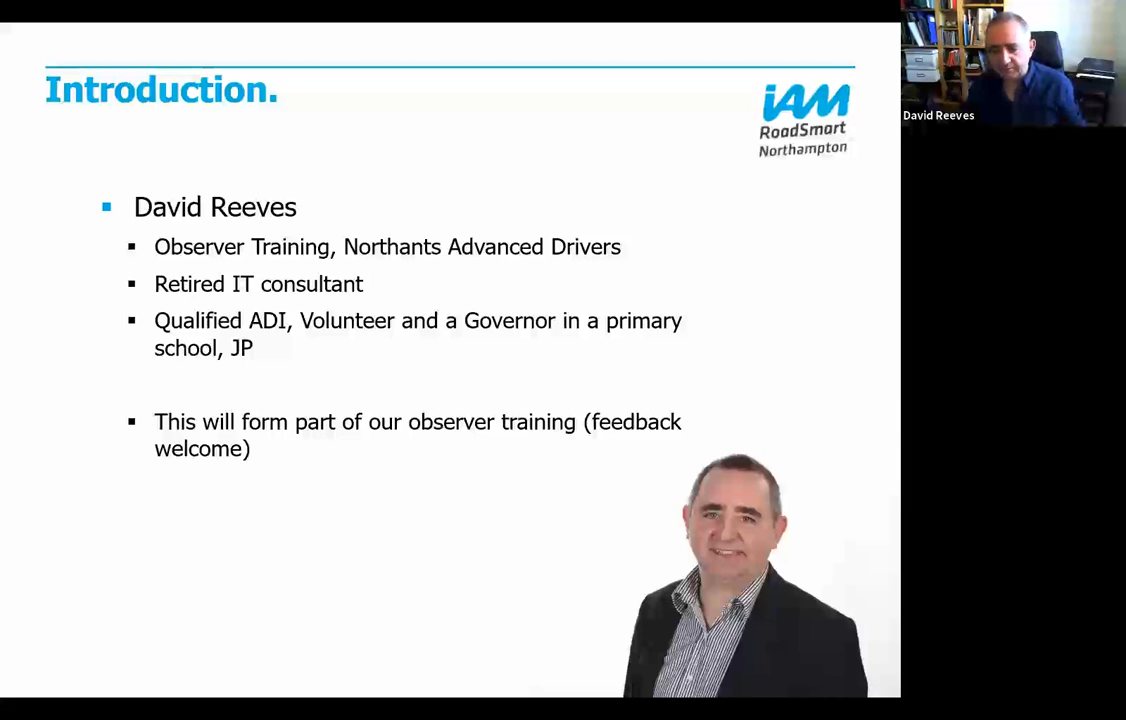 Introduction.
iAM
RoadSmart
Northampton
David Reeves
David Reeves
Observer Training, Northants Advanced Drivers
Retired IT consultant
Qualified ADI, Volunteer and a Governor in a primary
school, JP
This will form part of our observer training (feedback
welcome)